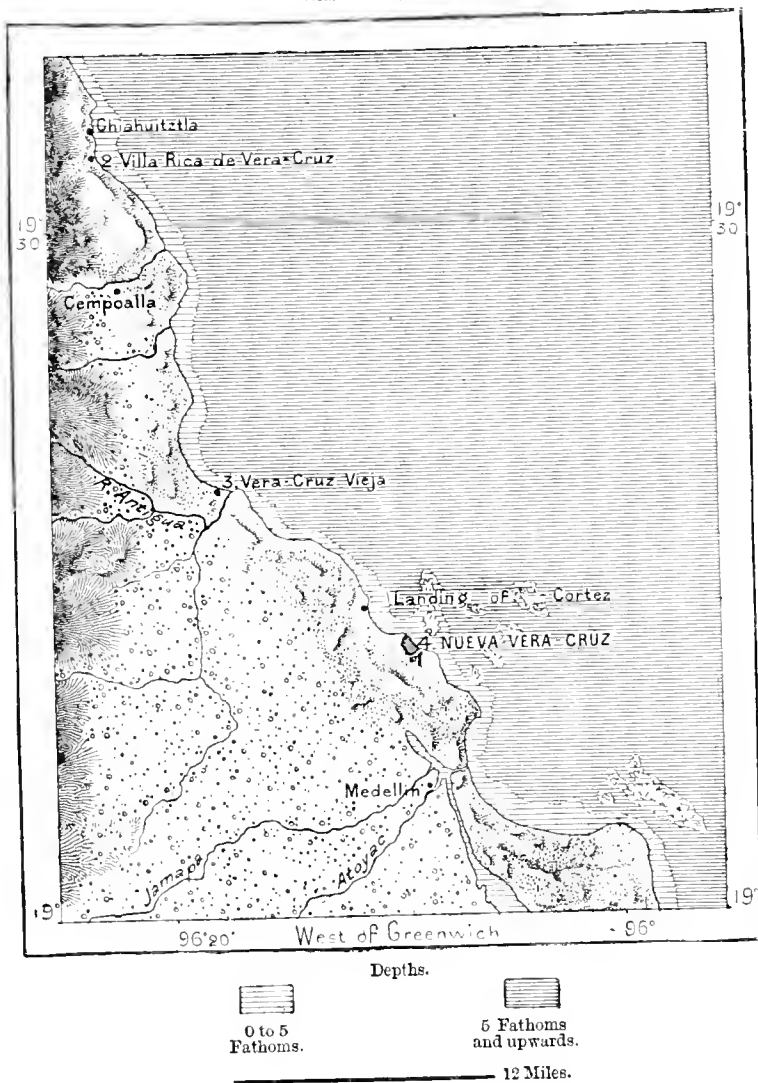 Chiahuitztla
2 Villa Rica de Vera-Cruz
19°
30
19°
30
Cempoalla
3. Vera-Cruz Vieja
R. Antigua
Landing of Cortez
4. NUEVA VERA-CRUZ
1
Medellin
Jamapa
Atoyac
19°
19°
96°20'
West of Greenwich
96°
Depths.
0 to 5
Fathoms.
5 Fathoms
and upwards.
12 Miles.